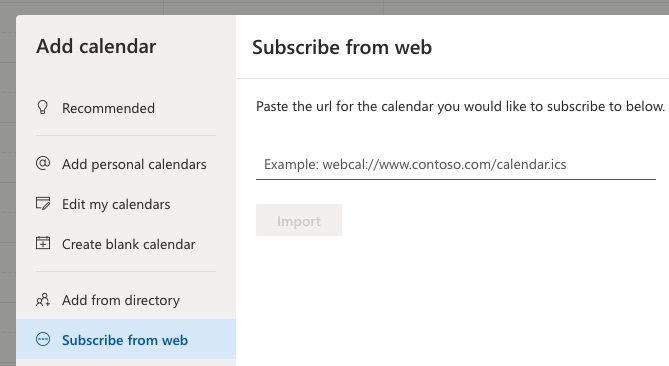 Add calendar
Recommended
Add personal calendars
Edit my calendars
Create blank calendar
Add from directory
Subscribe from web
Subscribe from web
Paste the url for the calendar you would like to subscribe to below.
Example: webcal://www.contoso.com/calendar.ics
Import